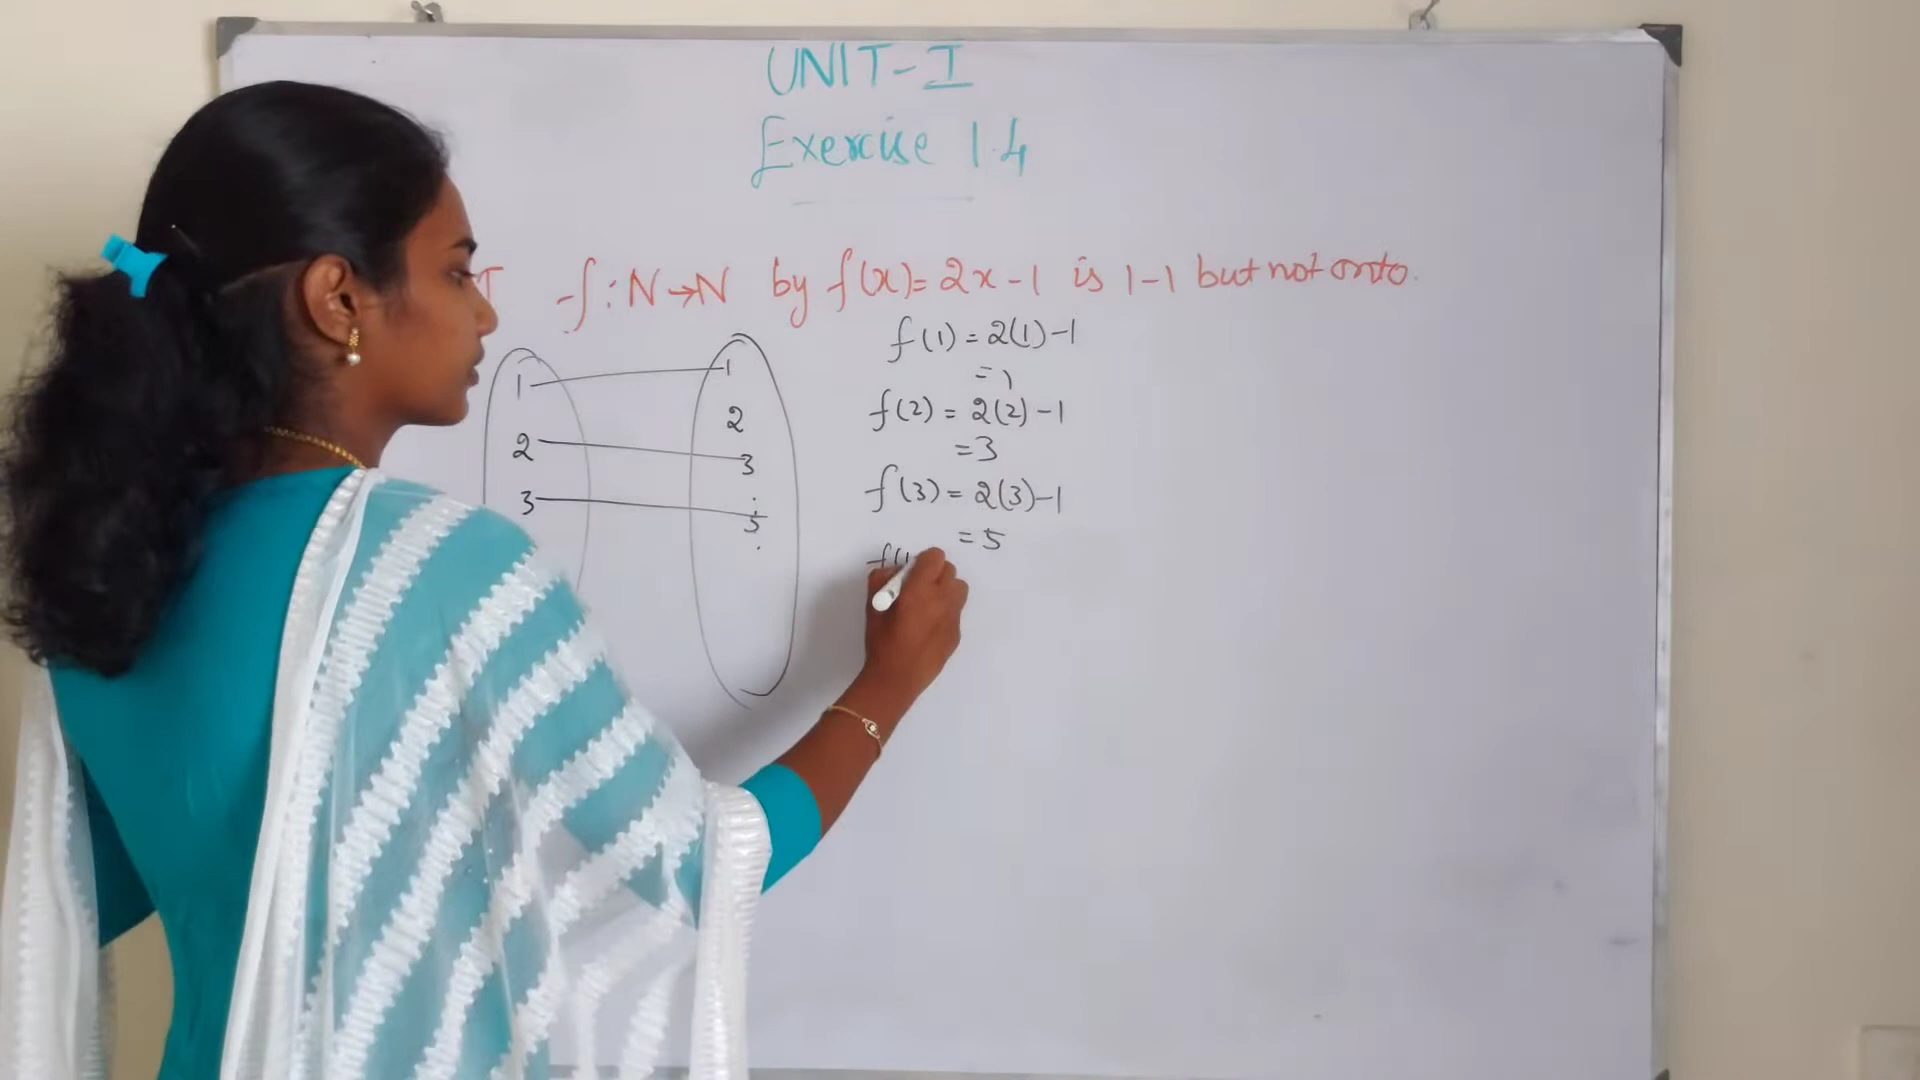 UNIT-I
Exercise 1.4
T f:N→N by f(x)=2x-1 is 1-1 but not onto.
1
2
3
1
2
3
.
5
.
f(1)=2(1)-1
=1
f(2)=2(2)-1
=3
f(3)=2(3)-1
=5
f(